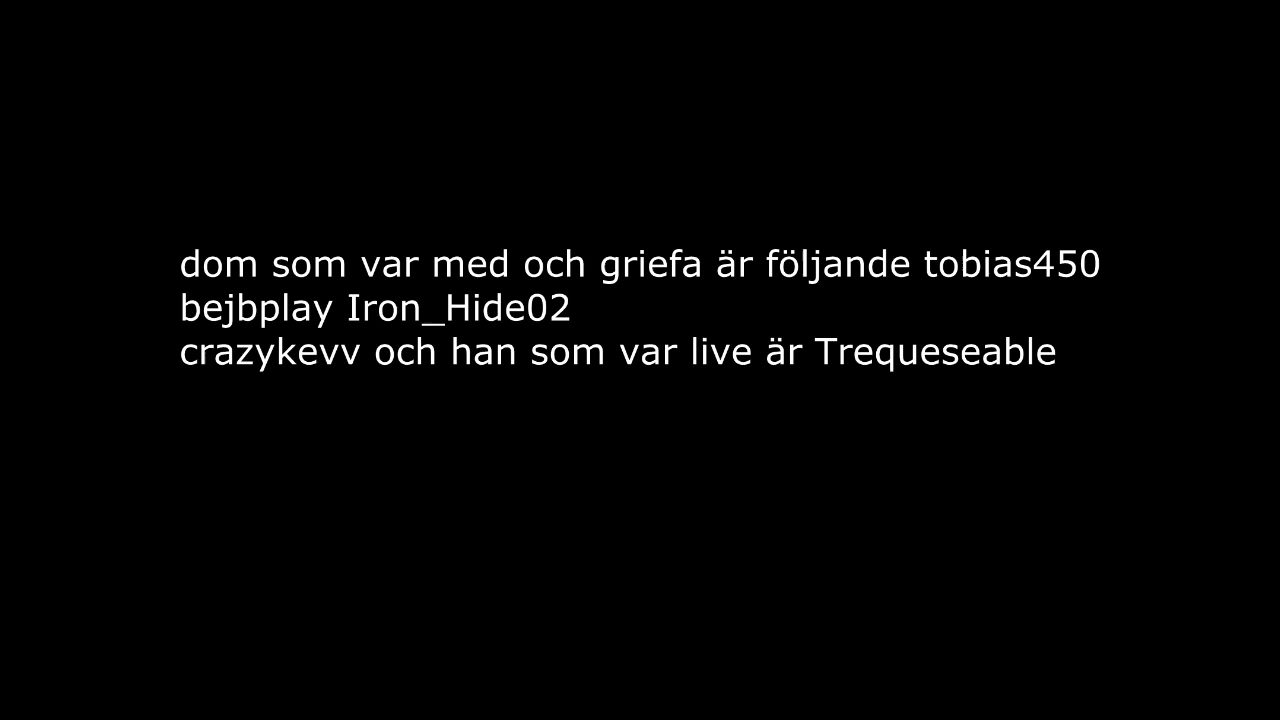 dom som var med och griefa är följande tobias450
bejbplay Iron_Hide02
crazykevv och han som var live är Trequeseable